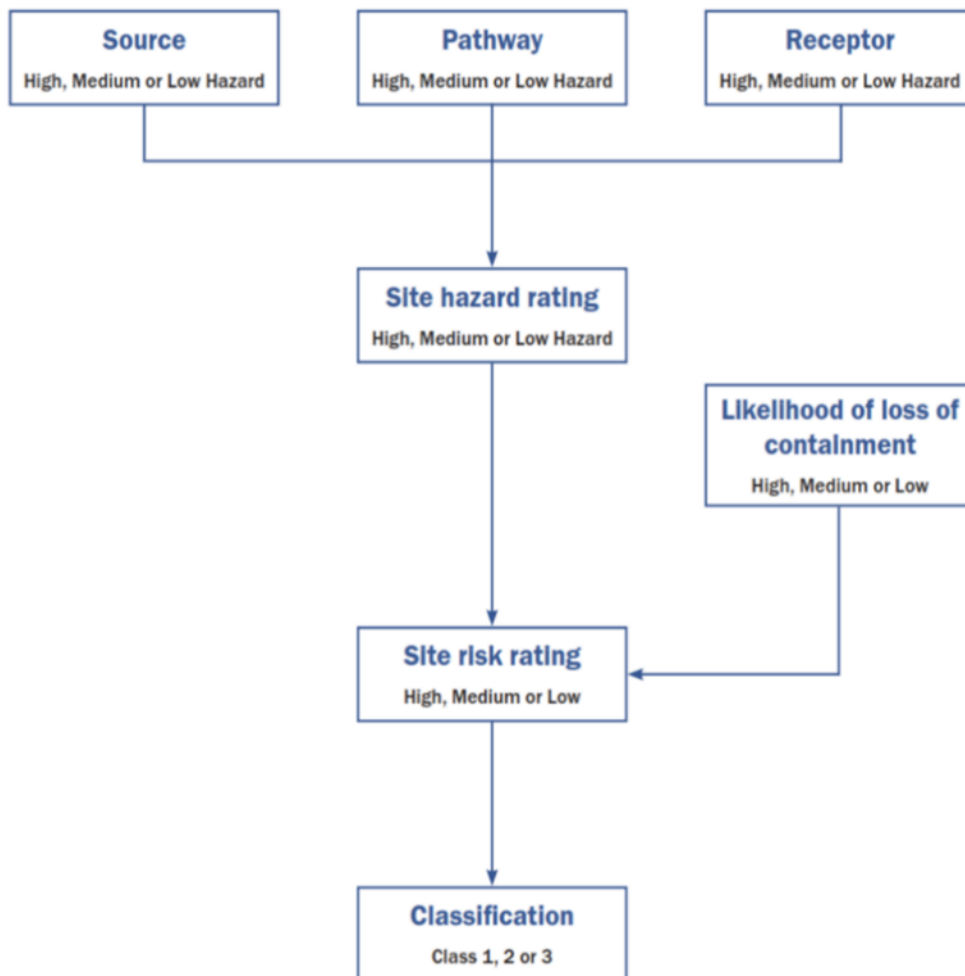 Source
High, Medium or Low Hazard
Pathway
High, Medium or Low Hazard
Receptor
High, Medium or Low Hazard
Site hazard rating
High, Medium or Low Hazard
Likelihood of loss of
containment
High, Medium or Low
Site risk rating
High, Medium or Low
Classification
Class 1, 2 or 3